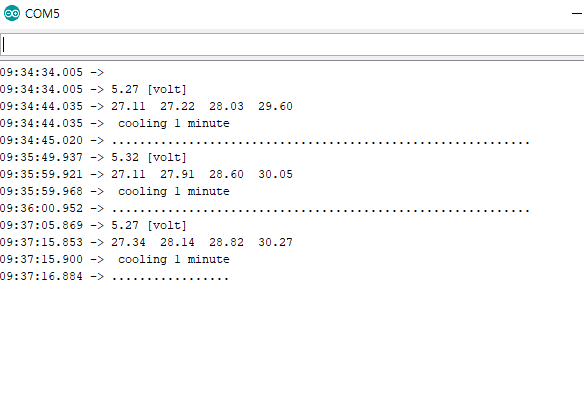 COM5
09:34:34.005 ->
09:34:34.005 -> 5.27 [volt]
09:34:44.035 -> 27.11  27.22  28.03  29.60
09:34:44.035 ->  cooling 1 minute
09:34:45.020 -> ............................................................
09:35:49.937 -> 5.32 [volt]
09:35:59.921 -> 27.11  27.91  28.60  30.05
09:35:59.968 ->  cooling 1 minute
09:36:00.952 -> ............................................................
09:37:05.869 -> 5.27 [volt]
09:37:15.853 -> 27.34  28.14  28.82  30.27
09:37:15.900 ->  cooling 1 minute
09:37:16.884 -> .................